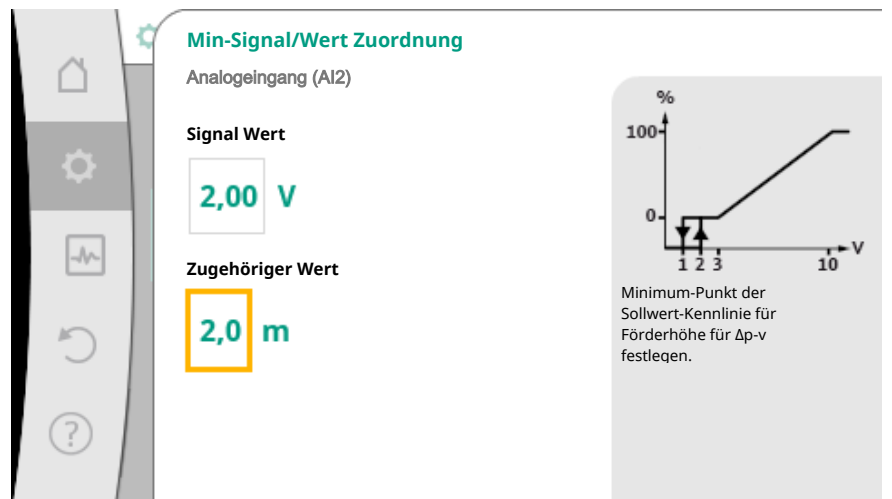 Min-Signal/Wert Zuordnung
Analogeingang (AI2)
Signal Wert
2,00 V
Zugehöriger Wert
2,0 m
%
100
0
1 2 3 10 V
Minimum-Punkt der
Sollwert-Kennlinie für
Förderhöhe für Δp-v
festlegen.
?